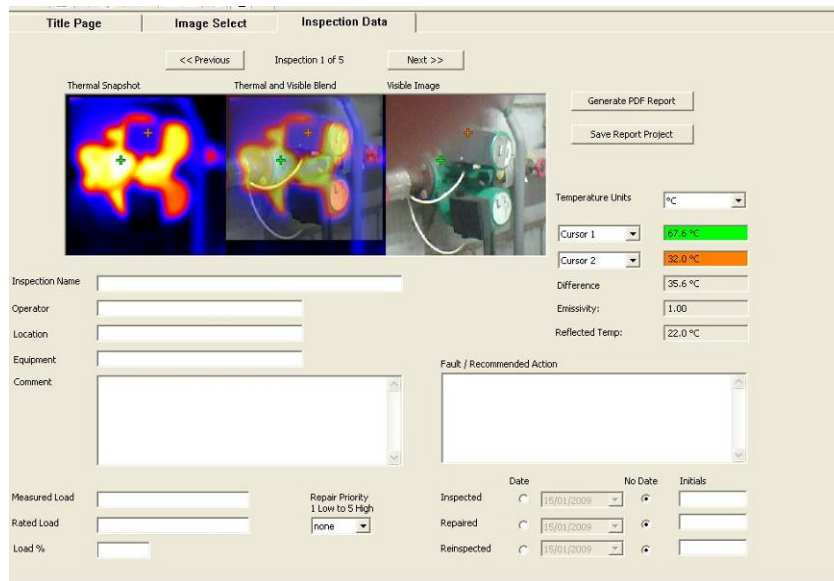 Title Page Image Select Inspection Data
<< Previous Inspection 1 of 5 Next >>
Thermal Snapshot Thermal and Visible Blend Visible Image
Generate PDF Report
Save Report Project
Temperature Units °C
Cursor 1 67.6 °C
Cursor 2 32.0 °C
Difference 35.6 °C
Emissivity: 1.00
Reflected Temp: 22.0 °C
Inspection Name
Operator
Location
Equipment
Comment
Fault / Recommended Action
Measured Load
Rated Load
Load %
Repair Priority
1 Low to 5 High
none
Date No Date Initials
Inspected 15/01/2009
Repaired 15/01/2009
Reinspected 15/01/2009